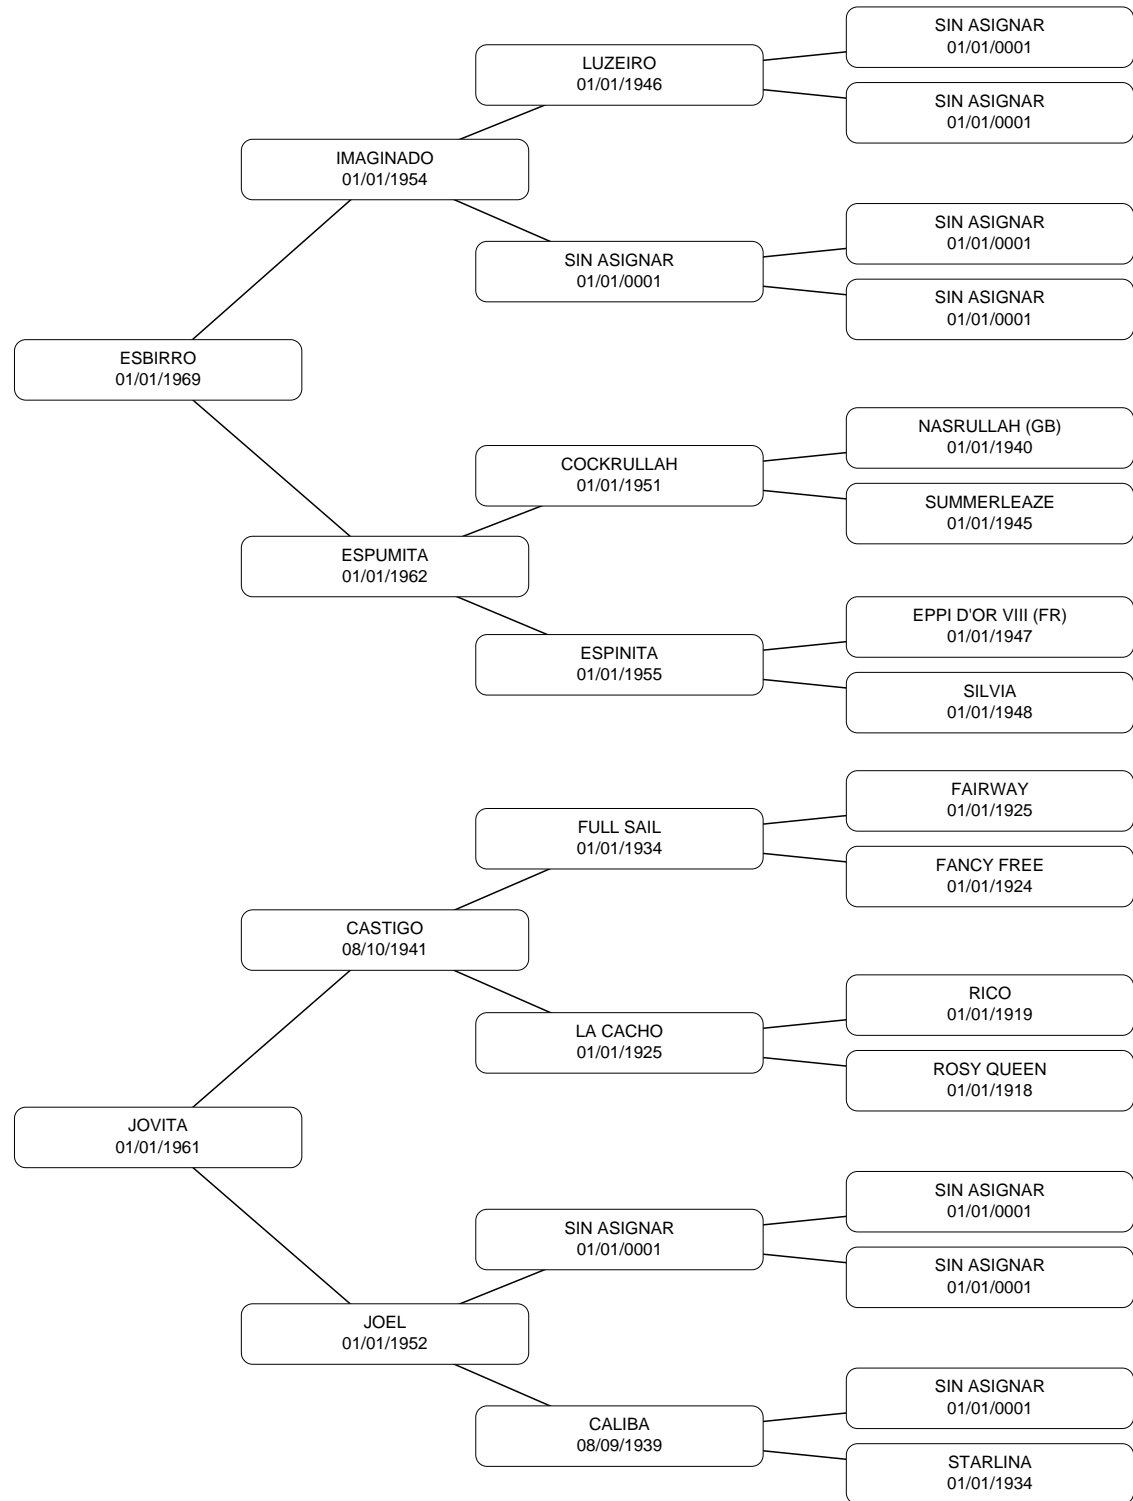 SIN ASIGNAR
01/01/0001
LUZEIRO
01/01/1946
SIN ASIGNAR
01/01/0001
IMAGINADO
01/01/1954
SIN ASIGNAR
01/01/0001
SIN ASIGNAR
01/01/0001
SIN ASIGNAR
01/01/0001
ESBIRRO
01/01/1969
NASRULLAH (GB)
01/01/1940
COCKRULLAH
01/01/1951
SUMMERLEAZE
01/01/1945
ESPUMITA
01/01/1962
EPPI D'OR VIII (FR)
01/01/1947
ESPINITA
01/01/1955
SILVIA
01/01/1948
FAIRWAY
01/01/1925
FULL SAIL
01/01/1934
FANCY FREE
01/01/1924
CASTIGO
08/10/1941
RICO
01/01/1919
LA CACHO
01/01/1925
ROSY QUEEN
01/01/1918
JOVITA
01/01/1961
SIN ASIGNAR
01/01/0001
SIN ASIGNAR
01/01/0001
SIN ASIGNAR
01/01/0001
JOEL
01/01/1952
SIN ASIGNAR
01/01/0001
CALIBA
08/09/1939
STARLINA
01/01/1934